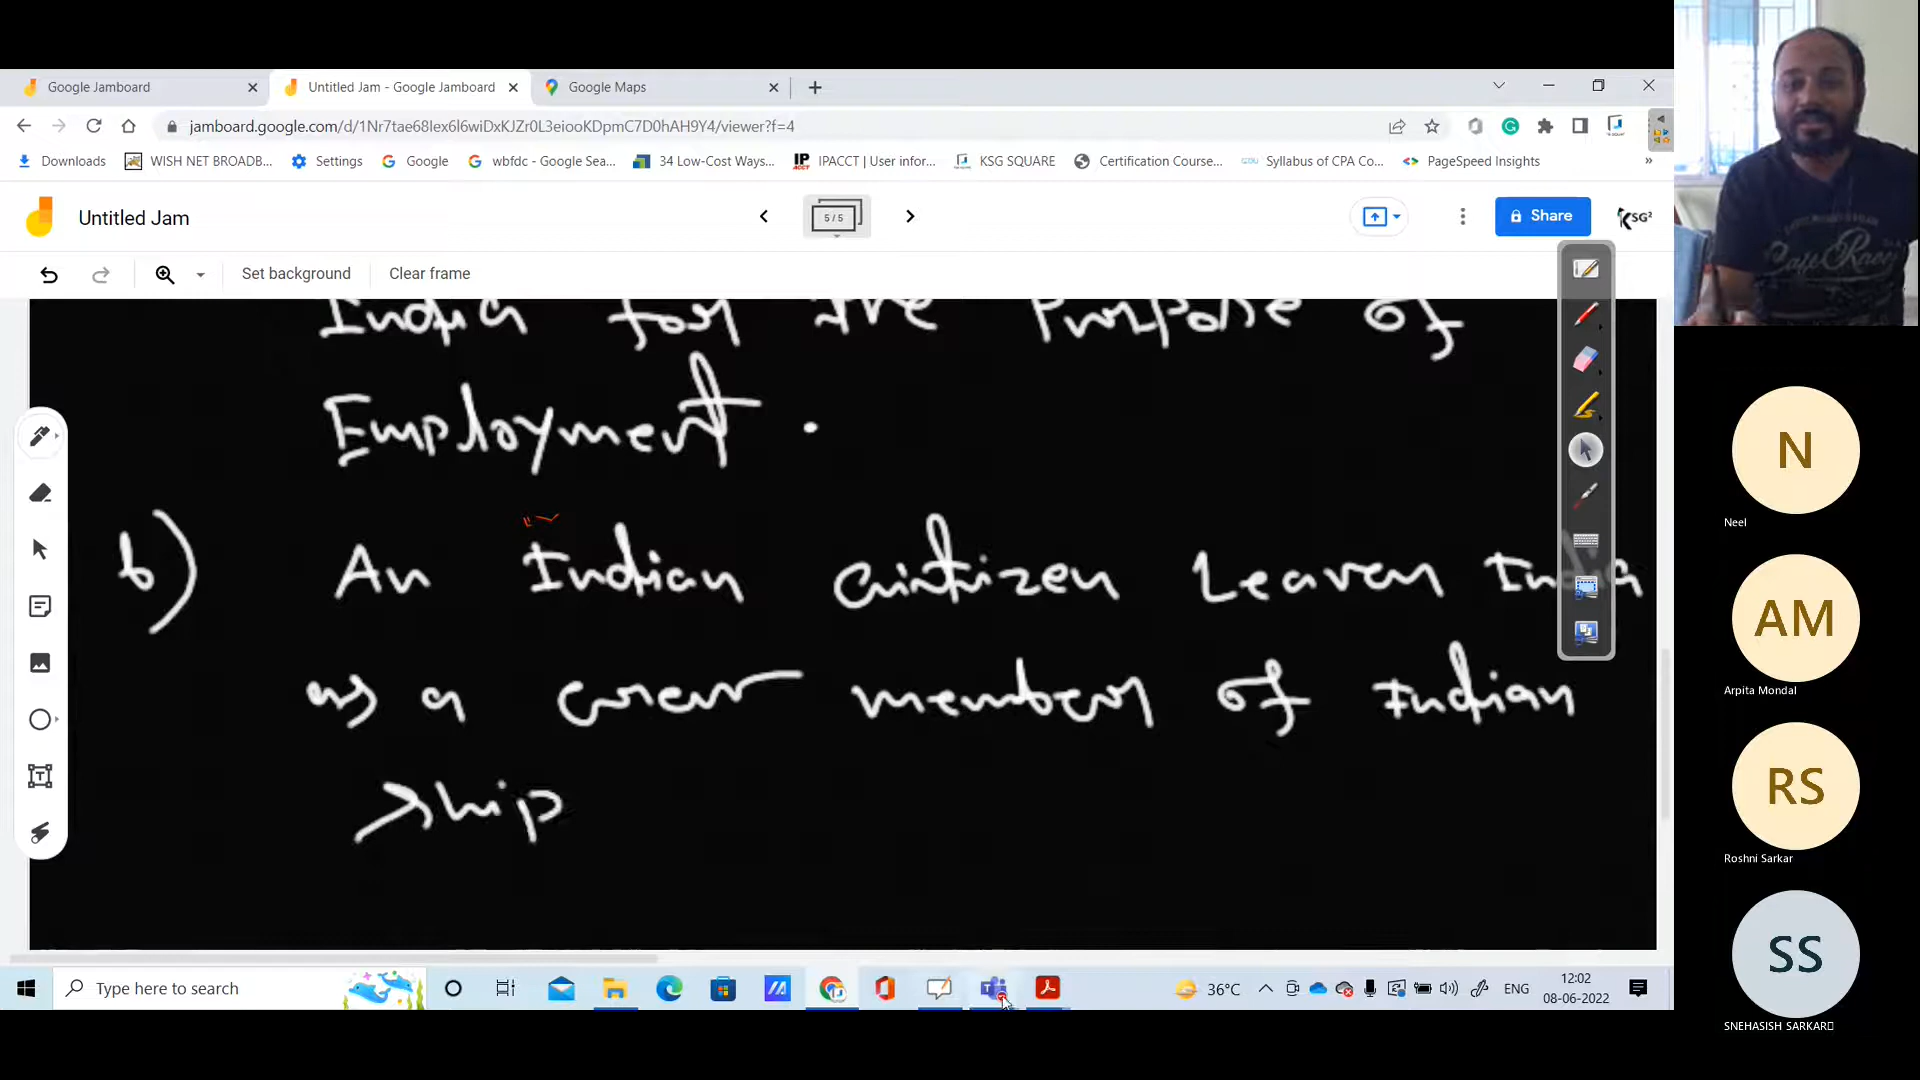 Google Jamboard
Untitled Jam - Google Jamboard
Google Maps
jamboard.google.com/d/1Nr7tae68lex6l6wiDxKJZr0L3eiooKDpmC7D0hAH9Y4/viewer?f=4
Downloads
WISH NET BROADB...
Settings
Google
wbfdc - Google Sea...
34 Low-Cost Ways...
IPACCT | User infor...
KSG SQUARE
Certification Course...
Syllabus of CPA Co...
PageSpeed Insights
Untitled Jam
5 / 5
Share
KSG²
Set background
Clear frame
India for the Purpose of
Employment .
b) An Indian citizen Leaves India
as a crew member of Indian
ship
N
Neel
AM
Arpita Mondal
RS
Roshni Sarkar
SS
SNEHASISH SARKAR
Type here to search
36°C
ENG
12:02
08-06-2022